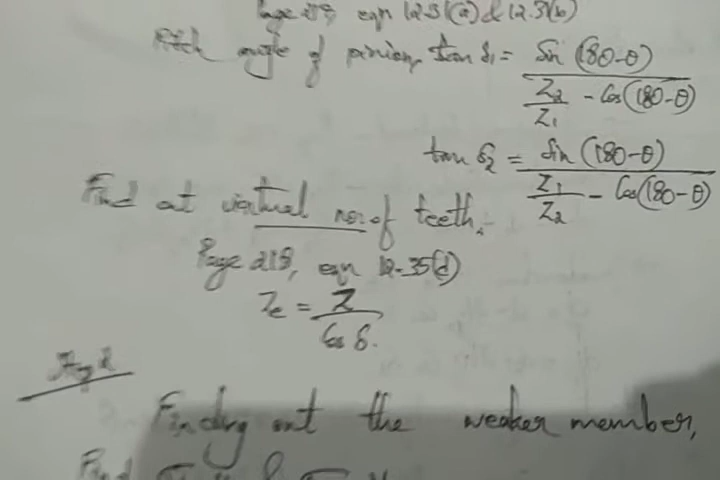 Page 218, eqn 12.31(a) & 12.31(b)
Pitch angle of pinion, tan δ₁ = Sin (180-θ) / (Z₂/Z₁ - Cos(180-θ))
tan δ₂ = Sin (180-θ) / (Z₁/Z₂ - Cos(180-θ))
Find out virtual no: of teeth,
Page 218, eqn 12.35(d)
Ze = Z / Cos δ.
Finding out the weaker member,
Find